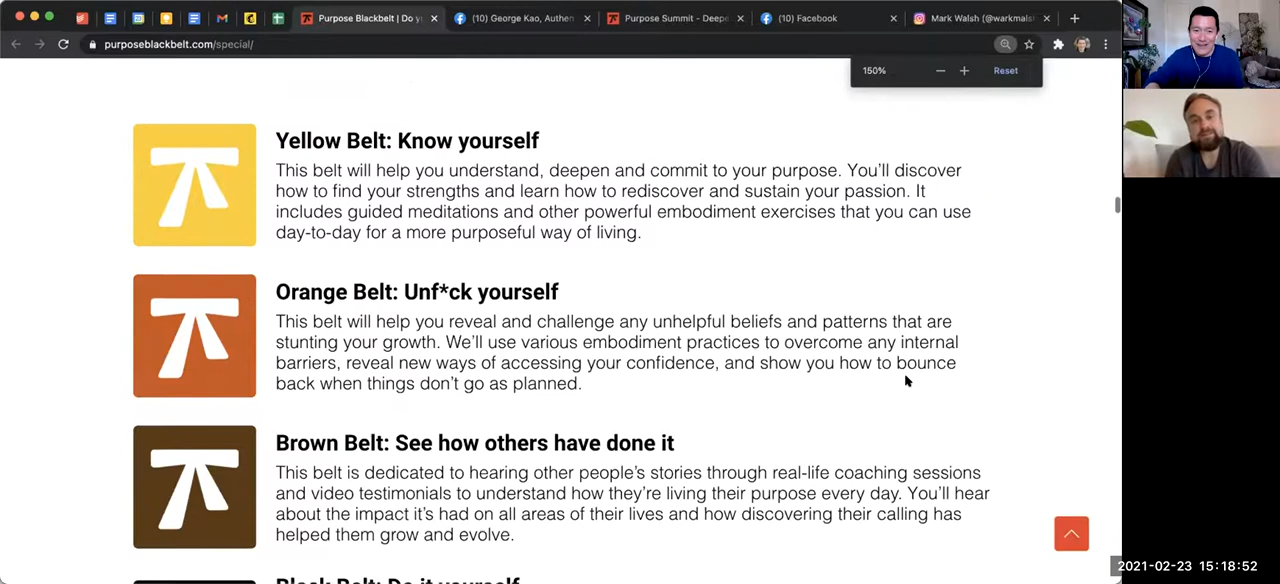 Purpose Blackbelt | Do yo
(10) George Kao, Authen
Purpose Summit - Deepe
(10) Facebook
Mark Walsh (@warkmals
purposeblackbelt.com/special/
150%
Reset
Yellow Belt: Know yourself
This belt will help you understand, deepen and commit to your purpose. You’ll discover
how to find your strengths and learn how to rediscover and sustain your passion. It
includes guided meditations and other powerful embodiment exercises that you can use
day-to-day for a more purposeful way of living.
Orange Belt: Unf*ck yourself
This belt will help you reveal and challenge any unhelpful beliefs and patterns that are
stunting your growth. We’ll use various embodiment practices to overcome any internal
barriers, reveal new ways of accessing your confidence, and show you how to bounce
back when things don’t go as planned.
Brown Belt: See how others have done it
This belt is dedicated to hearing other people’s stories through real-life coaching sessions
and video testimonials to understand how they’re living their purpose every day. You’ll hear
about the impact it’s had on all areas of their lives and how discovering their calling has
helped them grow and evolve.
Black Belt: Do it yourself
2021-02-23 15:18:52